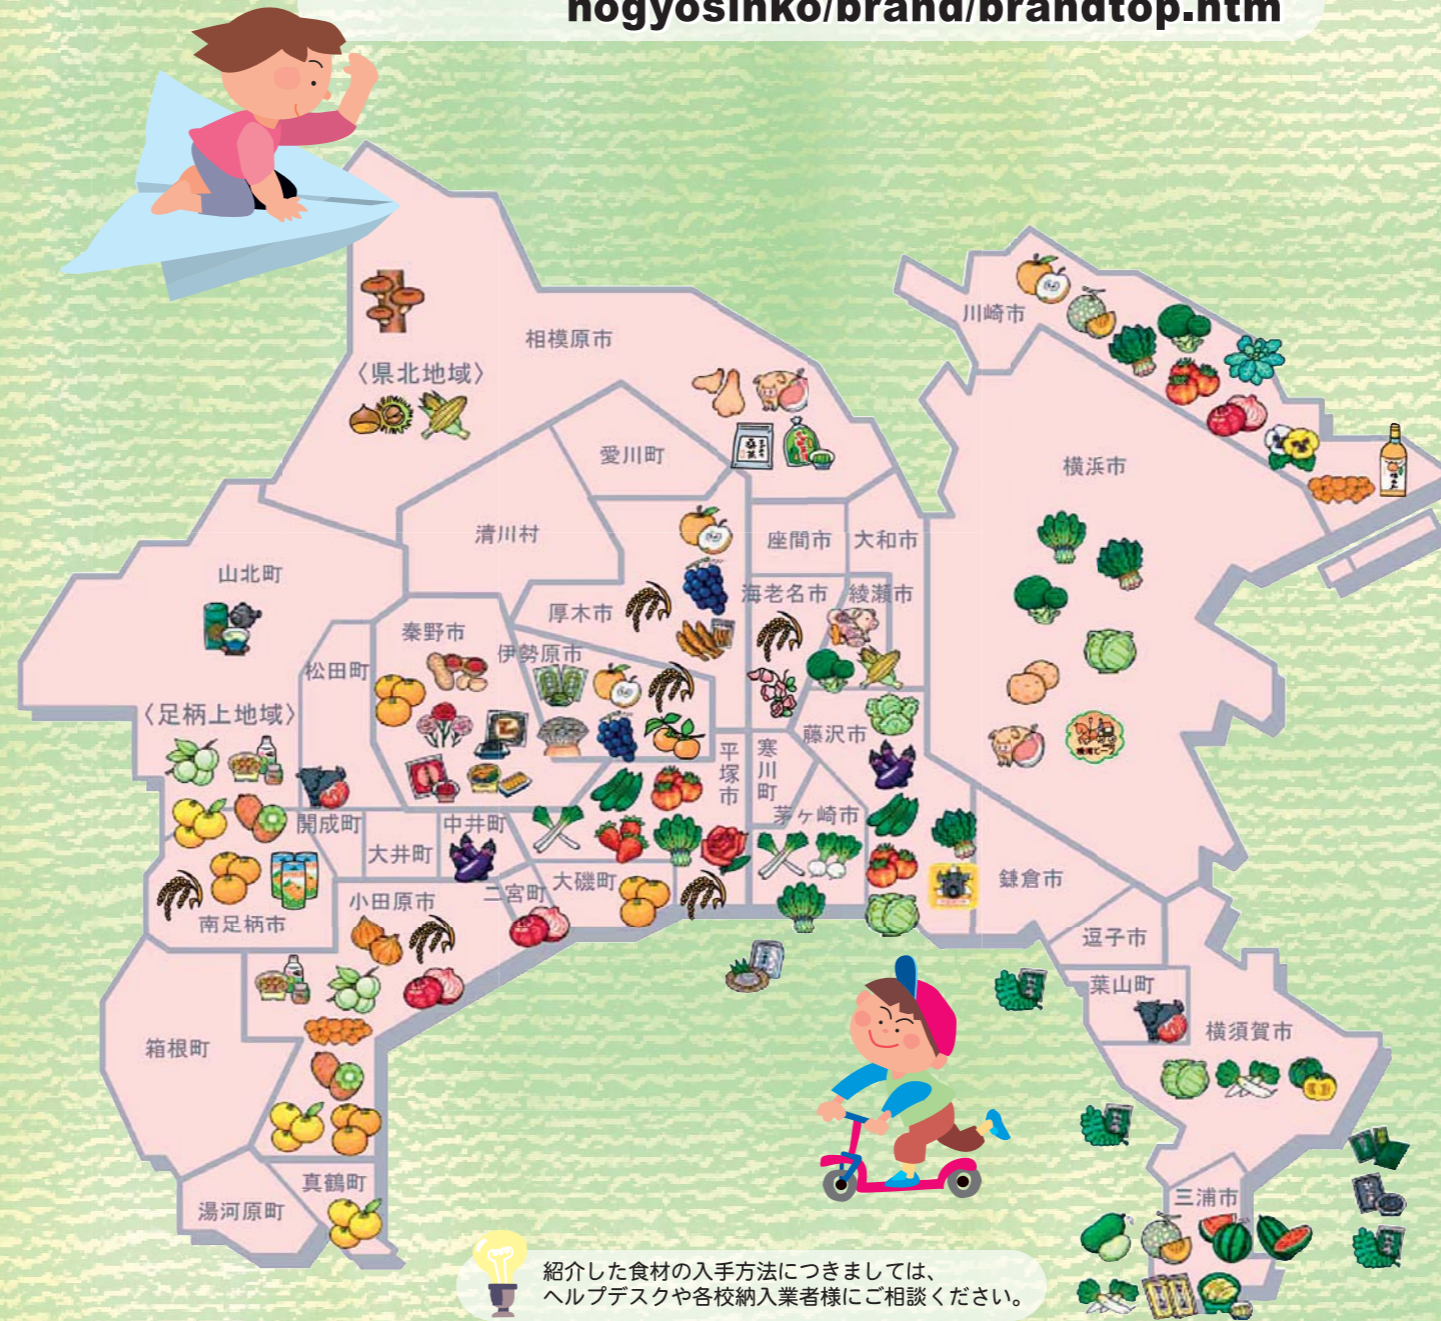 nogyosinko/brand/brandtop.htm
川崎市
相模原市
〈県北地域〉
愛川町
横浜市
清川村
座間市
大和市
山北町
海老名市
綾瀬市
厚木市
秦野市
伊勢原市
松田町
〈足柄上地域〉
藤沢市
平塚市
寒川町
茅ヶ崎市
開成町
中井町
大井町
大磯町
鎌倉市
二宮町
小田原市
南足柄市
逗子市
葉山町
横須賀市
箱根町
真鶴町
三浦市
湯河原町
紹介した食材の入手方法につきましては、
ヘルプデスクや各校納入業者様にご相談ください。